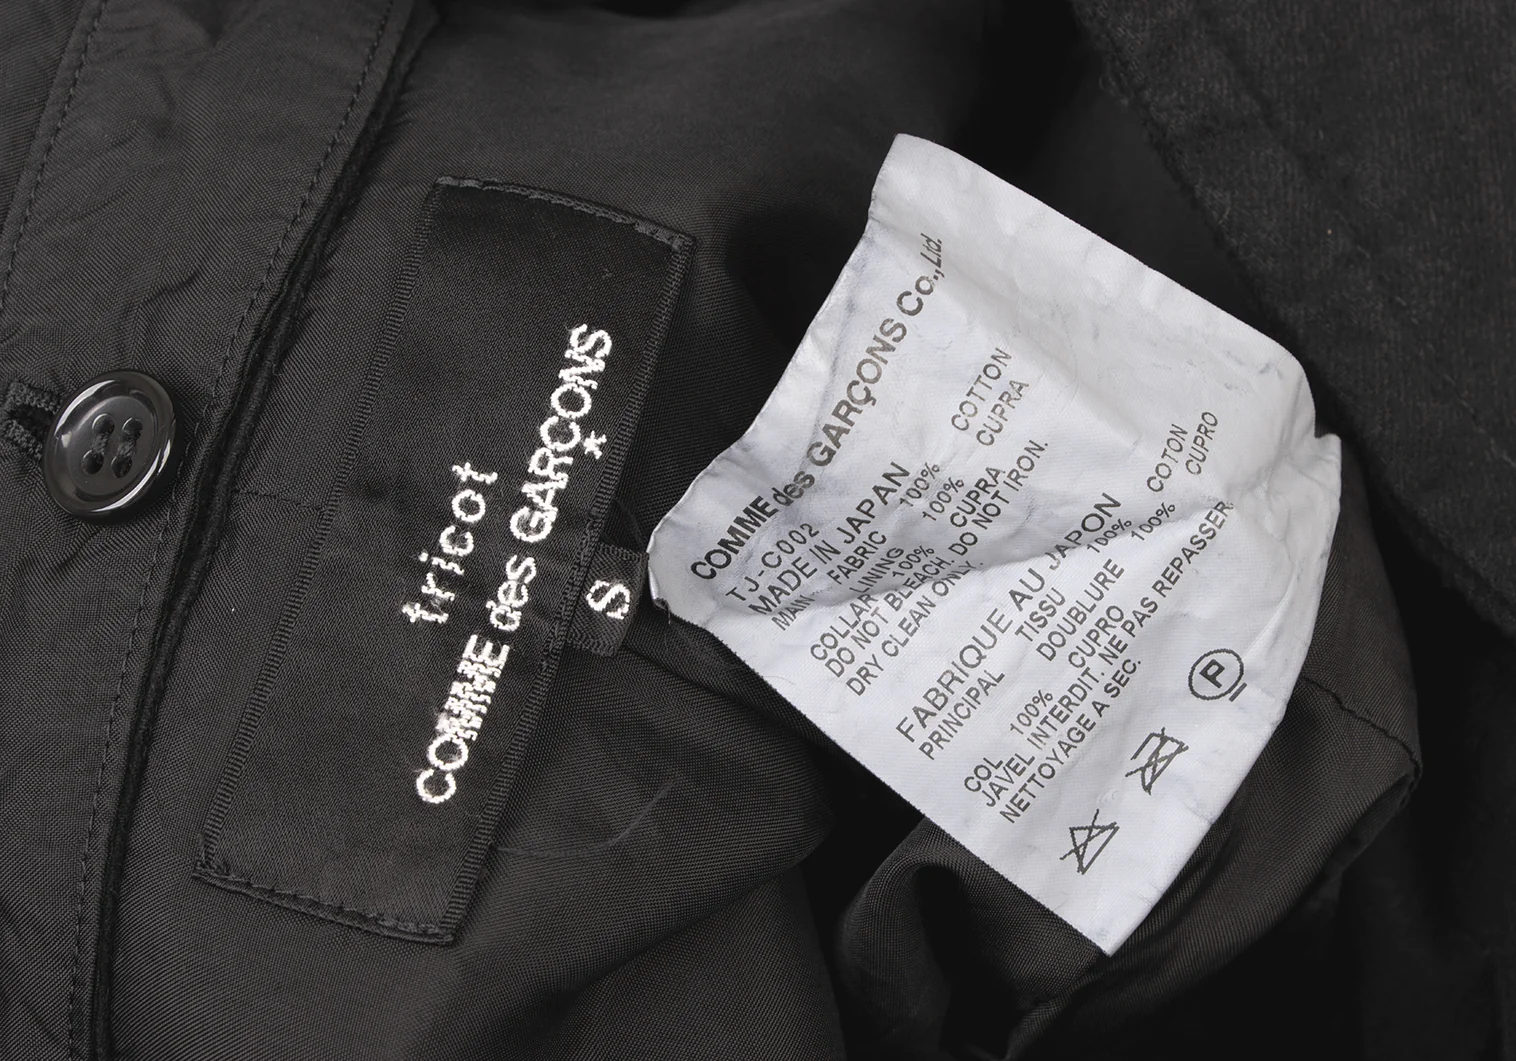 tricot
COMME des GARÇONS
*
S
COMME des GARÇONS Co.,Ltd.
TJ-C002
MADE IN JAPAN
MAIN FABRIC 100% COTTON
LINING 100% CUPRA
COLLAR 100% CUPRA
DO NOT BLEACH. DO NOT IRON.
DRY CLEAN ONLY.
FABRIQUE AU JAPON
PRINCIPAL TISSU 100% COTON
DOUBLURE 100% CUPRO
COL 100% CUPRO
JAVEL INTERDIT. NE PAS REPASSER.
NETTOYAGE A SEC.
P